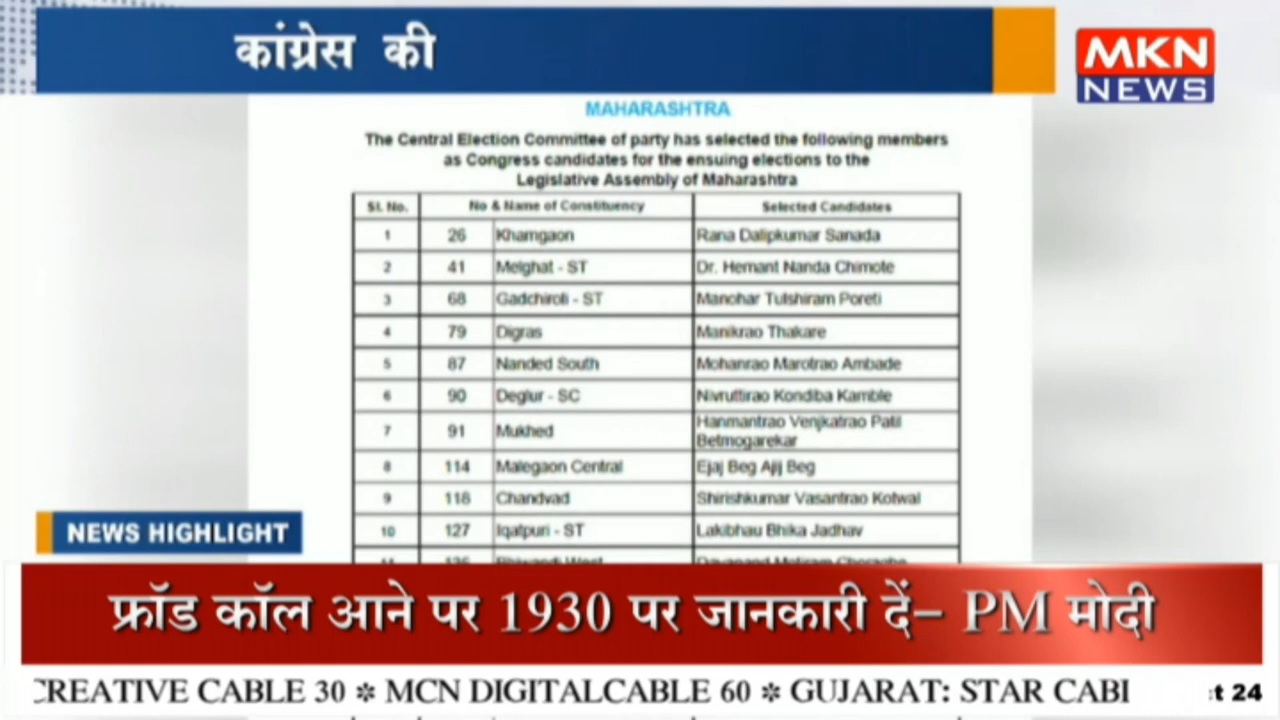 कांग्रेस की
MKN
NEWS
MAHARASHTRA
The Central Election Committee of party has selected the following members
as Congress candidates for the ensuing elections to the
Legislative Assembly of Maharashtra
Sl. No. No & Name of Constituency Selected Candidates
1 26 Khamgaon Rana Dalipkumar Sanada
2 41 Melghat - ST Dr. Hemant Nanda Chimote
3 68 Gadchiroli - ST Manohar Tulshiram Poreti
4 79 Digras Manikrao Thakare
5 87 Nanded South Mohanrao Marotrao Ambade
6 90 Deglur - SC Nivruttirao Kondiba Kamble
7 91 Mukhed Hanmantrao Venjkatrao Patil
Betmogarekar
8 114 Malegaon Central Ejaj Beg Ajij Beg
9 118 Chandvad Shirishkumar Vasantrao Kotwal
10 127 Iqatpuri - ST Lakibhau Bhika Jadhav
NEWS HIGHLIGHT
फ्रॉड कॉल आने पर 1930 पर जानकारी दें– PM मोदी
CREATIVE CABLE 30 * MCN DIGITALCABLE 60 * GUJARAT: STAR CABI
t 24